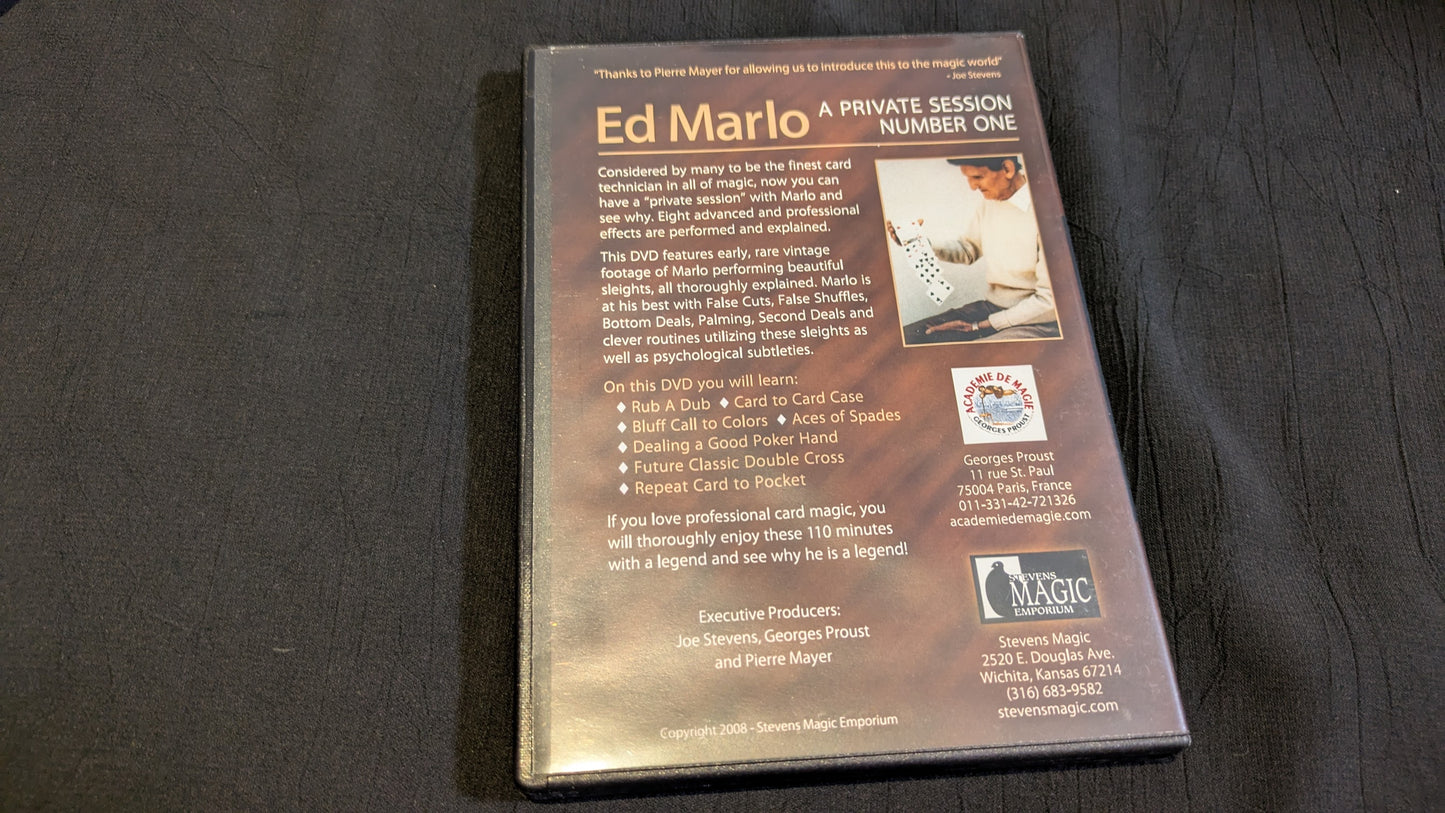 "Thanks to Pierre Mayer for allowing us to introduce this to the magic world"
- Joe Stevens
Ed Marlo
A PRIVATE SESSION
NUMBER ONE
Considered by many to be the finest card
technician in all of magic, now you can
have a "private session" with Marlo and
see why. Eight advanced and professional
effects are performed and explained.
This DVD features early, rare vintage
footage of Marlo performing beautiful
sleights, all thoroughly explained. Marlo is
at his best with False Cuts, False Shuffles,
Bottom Deals, Palming, Second Deals and
clever routines utilizing these sleights as
well as psychological subtleties.
On this DVD you will learn:
♦ Rub A Dub ♦ Card to Card Case
♦ Bluff Call to Colors ♦ Aces of Spades
♦ Dealing a Good Poker Hand
♦ Future Classic Double Cross
♦ Repeat Card to Pocket
If you love professional card magic, you
will thoroughly enjoy these 110 minutes
with a legend and see why he is a legend!
Executive Producers:
Joe Stevens, Georges Proust
and Pierre Mayer
Copyright 2008 - Stevens Magic Emporium
ACADEMIE DE MAGIE
GEORGES PROUST
Georges Proust
11 rue St. Paul
75004 Paris, France
011-331-42-721326
academiedemagie.com
STEVENS
MAGIC
EMPORIUM
Stevens Magic
2520 E. Douglas Ave.
Wichita, Kansas 67214
(316) 683-9582
stevensmagic.com